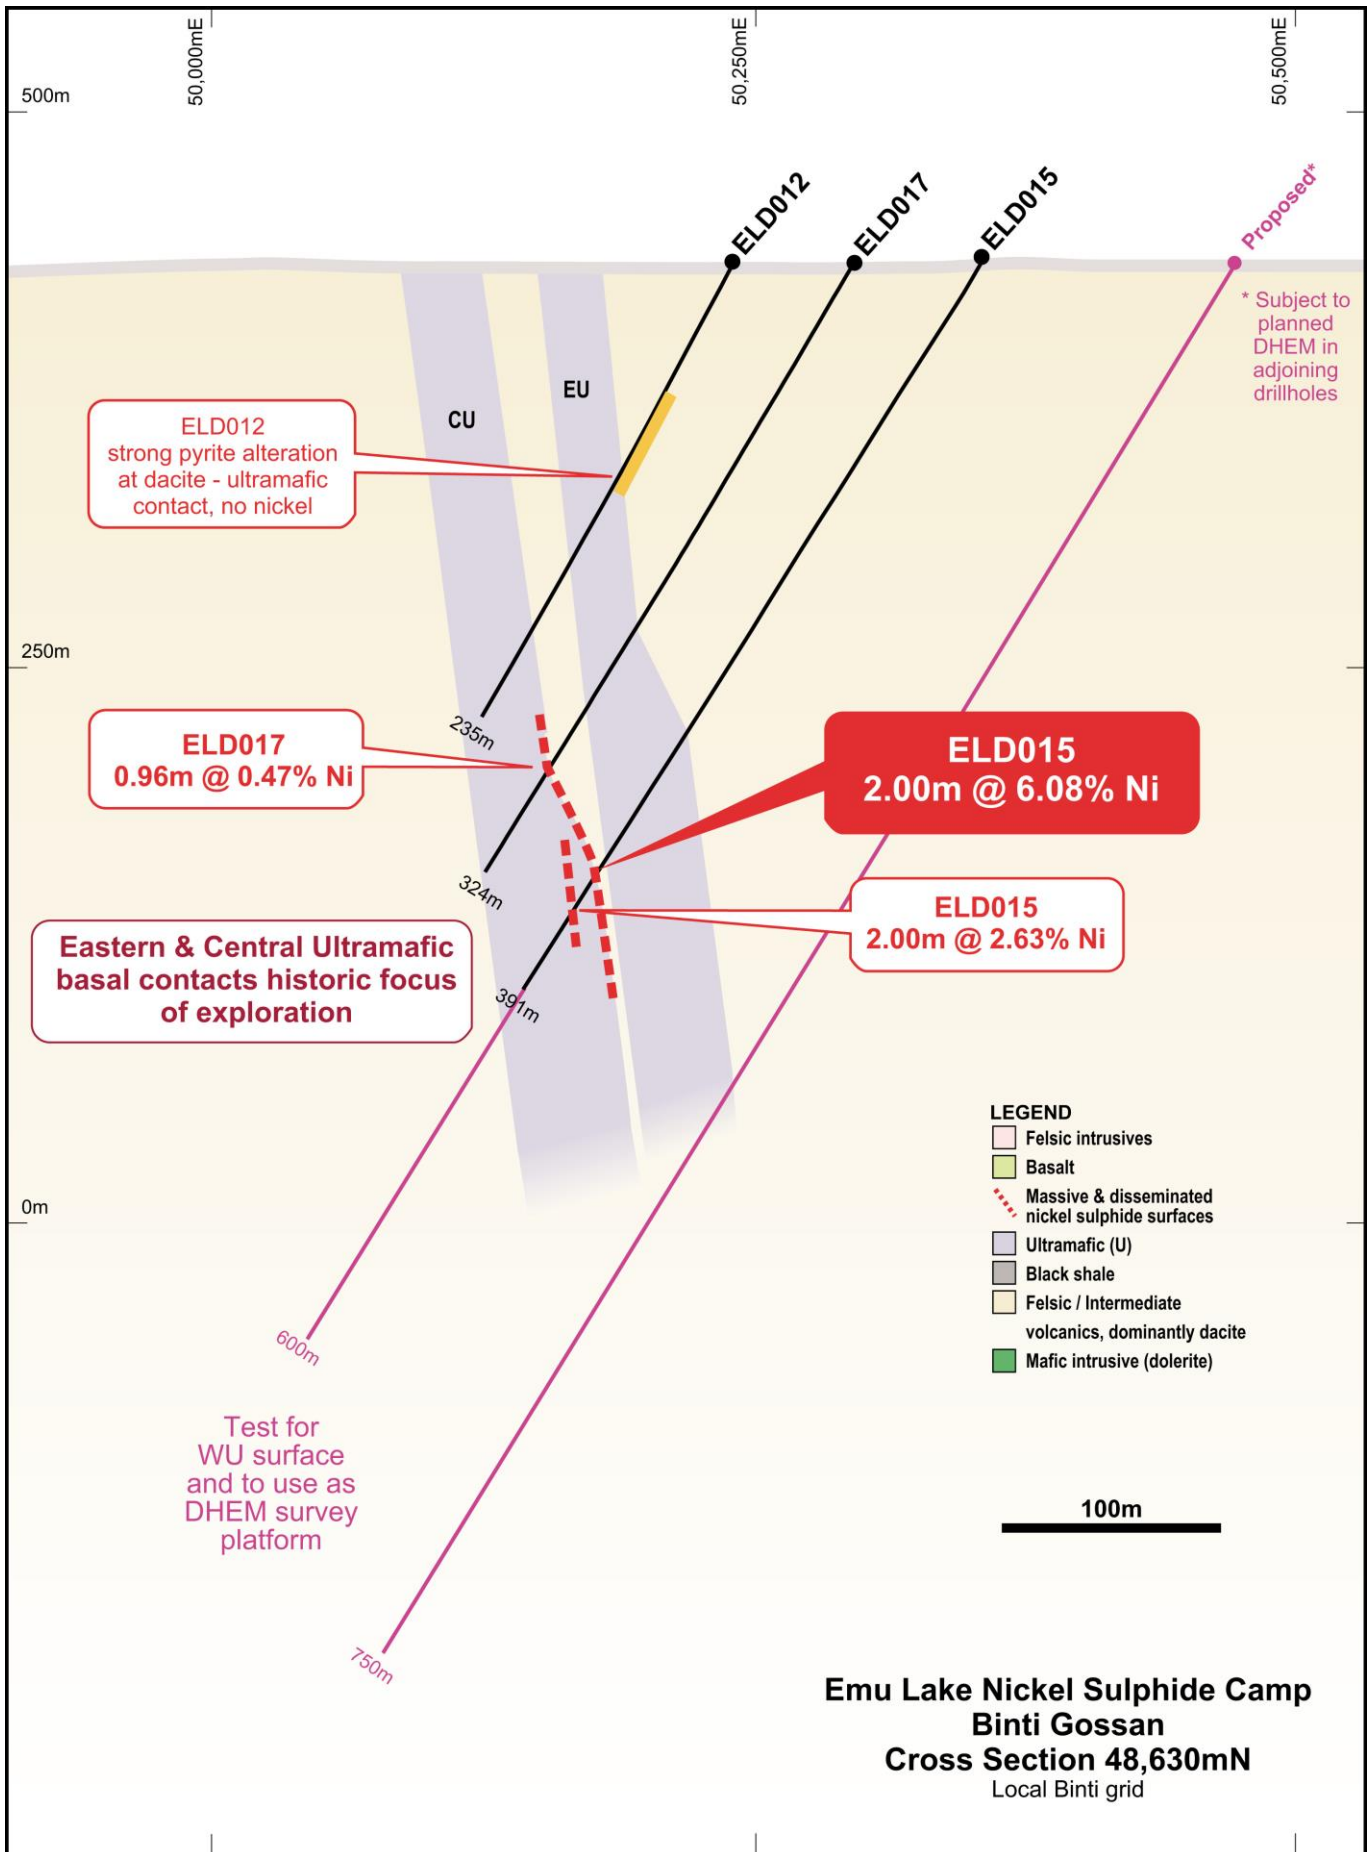 50,000mE
50,250mE
50,500mE
500m
ELD012
ELD017
ELD015
Proposed*
* Subject to
planned
DHEM in
adjoining
drillholes
CU
EU
ELD012
strong pyrite alteration
at dacite - ultramafic
contact, no nickel
250m
235m
ELD017
0.96m @ 0.47% Ni
ELD015
2.00m @ 6.08% Ni
324m
ELD015
2.00m @ 2.63% Ni
Eastern & Central Ultramafic
basal contacts historic focus
of exploration
391m
LEGEND
Felsic intrusives
Basalt
Massive & disseminated
nickel sulphide surfaces
Ultramafic (U)
Black shale
Felsic / Intermediate
volcanics, dominantly dacite
Mafic intrusive (dolerite)
0m
600m
Test for
WU surface
and to use as
DHEM survey
platform
100m
750m
Emu Lake Nickel Sulphide Camp
Binti Gossan
Cross Section 48,630mN
Local Binti grid